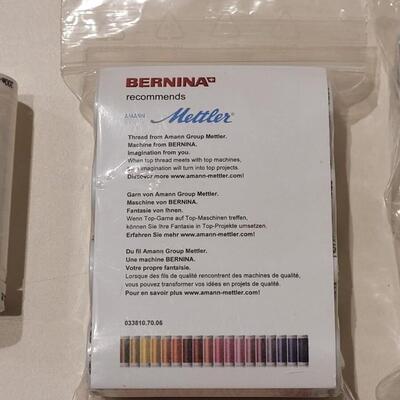 BERNINA
recommends
AMANN Mettler®
Thread from Amann Group Mettler.
Machine from BERNINA.
Imagination from you.
When top thread meets with top machines,
imagination will turn into top projects.
Discover more www.amann-mettler.com!
Garn von Amann Group Mettler.
Maschine von BERNINA.
Fantasie von Ihnen.
Wenn Top-Garne auf Top-Maschinen treffen,
können Sie Ihre Fantasie in Top-Projekte umsetzen.
Erfahren Sie mehr www.amann-mettler.com!
Du fil Amann Group Mettler.
Une machine BERNINA.
Votre propre fantaisie.
Lorsque des fils de qualité rencontrent des machines de qualité,
vous pouvez transformer vos idées en projets de qualité.
Pour en savoir plus www.amann-mettler.com!
033810.70.06